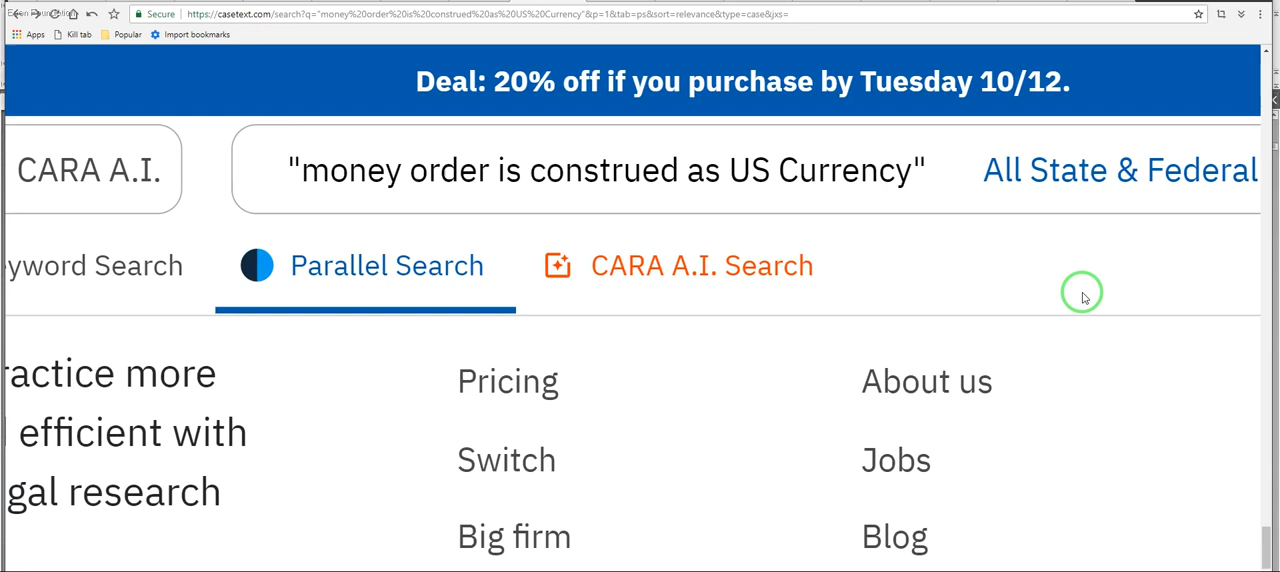 Secure
https://casetext.com/search?q="money%20order%20is%20construed%20as%20US%20Currency"&p=1&tab=ps&sort=relevance&type=case&jxs=
Apps Kill tab Popular Import bookmarks
Deal: 20% off if you purchase by Tuesday 10/12.
CARA A.I. "money order is construed as US Currency" All State & Federal
eyword Search Parallel Search CARA A.I. Search
ractice more
efficient with
gal research
Pricing
Switch
Big firm
About us
Jobs
Blog